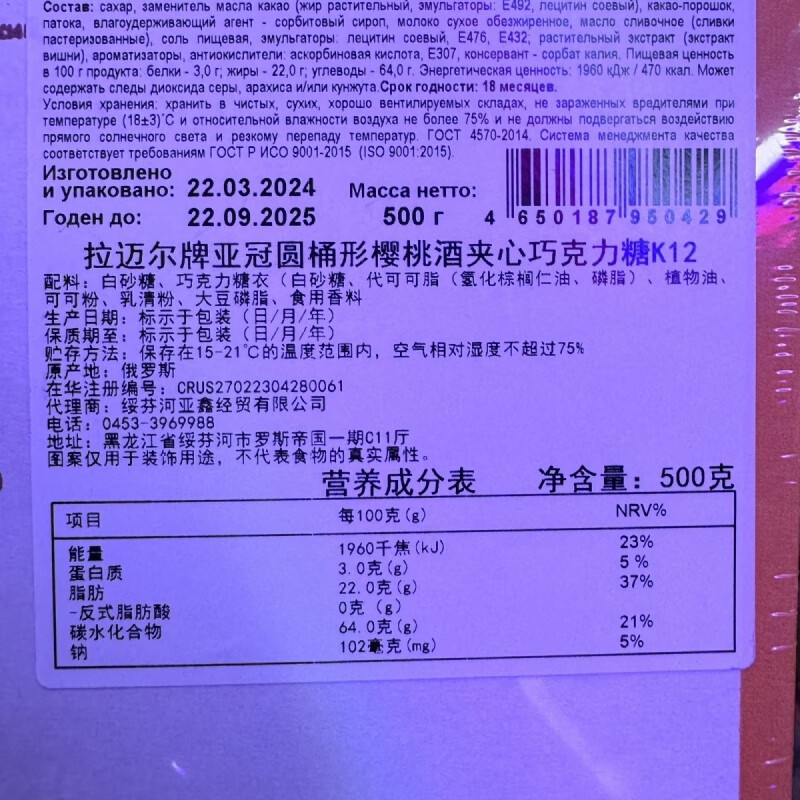 Состав: сахар, заменитель масла какао (жир растительный, эмульгаторы: Е492, лецитин соевый), какао-порошок,
патока, влагоудерживающий агент - сорбитовый сироп, молоко сухое обезжиренное, масло сливочное (сливки
пастеризованные), соль пищевая, эмульгаторы: лецитин соевый, Е476, Е432; растительный экстракт (экстракт
вишни), ароматизаторы, антиокислители: аскорбиновая кислота, Е307, консервант - сорбат калия. Пищевая ценность
в 100 г продукта: белки - 3,0 г; жиры - 22,0 г; углеводы - 64,0 г. Энергетическая ценность: 1960 кДж / 470 ккал. Может
содержать следы диоксида серы, арахиса и/или кунжута.Срок годности: 18 месяцев.
Условия хранения: хранить в чистых, сухих, хорошо вентилируемых складах, не зараженных вредителями при
температуре (18±3)°С и относительной влажности воздуха не более 75% и не должны подвергаться воздействию
прямого солнечного света и резкому перепаду температур. ГОСТ 4570-2014. Система менеджмента качества
соответствует требованиям ГОСТ Р ИСО 9001-2015 (ISO 9001:2015).
Изготовлено
и упаковано: 22.03.2024 Масса нетто:
Годен до: 22.09.2025 500 г 4 650187 950429
拉迈尔牌亚冠圆桶形樱桃酒夹心巧克力糖K12
配料：白砂糖、巧克力糖衣（白砂糖、代可可脂（氢化棕榈仁油、磷脂）、植物油、
可可粉、乳清粉、大豆磷脂、食用香料
生产日期：标示于包装（日/月/年）
保质期至：标示于包装（日/月/年）
贮存方法：保存在15-21℃的温度范围内，空气相对湿度不超过75%
原产地：俄罗斯
在华注册编号：CRUS27022304280061
代理商：绥芬河亚鑫经贸有限公司
电话：0453-3969988
地址：黑龙江省绥芬河市罗斯帝国一期C11厅
图案仅用于装饰用途，不代表食物的真实属性。
营养成分表 净含量：500克
项目 每100克(g) NRV%
能量 1960千焦(kJ) 23%
蛋白质 3.0克(g) 5 %
脂肪 22.0克(g) 37%
-反式脂肪酸 0克 (g)
碳水化合物 64.0克(g) 21%
钠 102毫克(mg) 5%